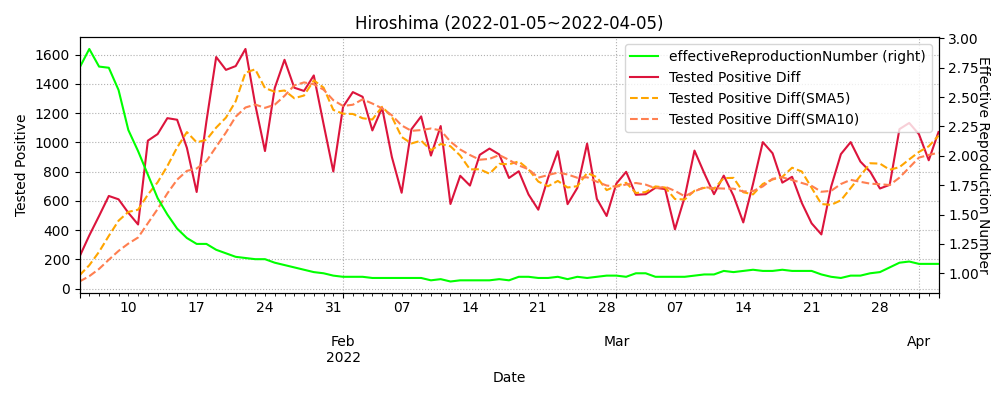 Hiroshima (2022-01-05~2022-04-05)
effectiveReproductionNumber (right)
Tested Positive Diff
Tested Positive Diff(SMA5)
Tested Positive Diff(SMA10)
Tested Positive
1600
1400
1200
1000
800
600
400
200
0
3.00
2.75
2.50
2.25
2.00
1.75
1.50
1.25
1.00
Effective Reproduction Number
10 17 24 31 07 14 21 28 07 14 21 28
Feb Mar Apr
2022
Date